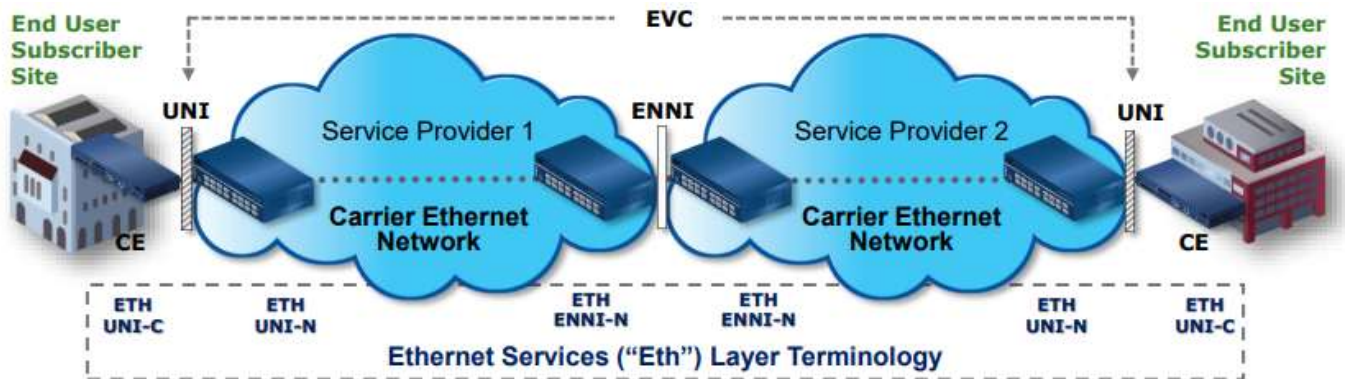 EVC
End User
Subscriber
Site
End User
Subscriber
Site
UNI
ENNI
UNI
Service Provider 1
Service Provider 2
Carrier Ethernet
Network
Carrier Ethernet
Network
CE
CE
ETH
UNI-C
ETH
UNI-N
ETH
ENNI-N
ETH
ENNI-N
ETH
UNI-N
ETH
UNI-C
Ethernet Services (“Eth”) Layer Terminology